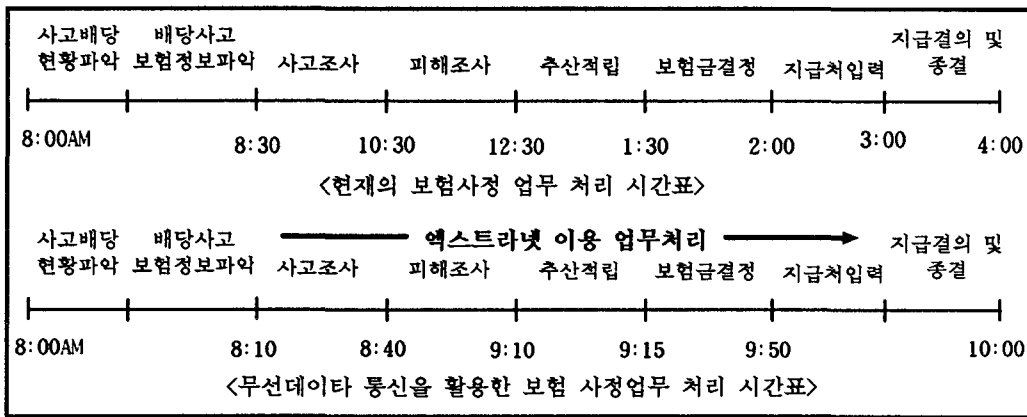 사고배당 배당사고 지급결의 및
현황파악 보험정보파악 사고조사 피해조사 추산적립 보험금결정 지급처입력 종결
8:00AM 8:30 10:30 12:30 1:30 2:00 3:00 4:00
<현재의 보험사정 업무 처리 시간표>
사고배당 배당사고 엑스트라넷 이용 업무처리 지급결의 및
현황파악 보험정보파악 사고조사 피해조사 추산적립 보험금결정 지급처입력 종결
8:00AM 8:10 8:40 9:10 9:15 9:50 10:00
<무선데이타 통신을 활용한 보험 사정업무 처리 시간표>